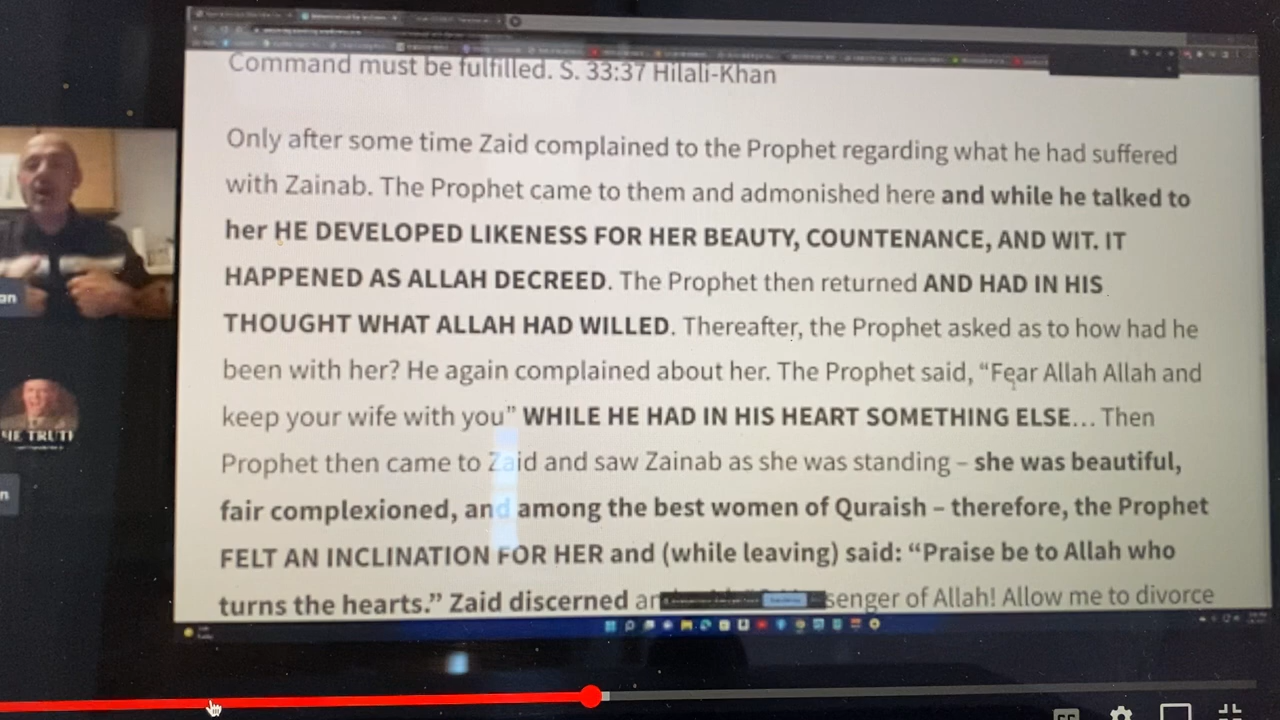 Command must be fulfilled. S. 33:37 Hilali-Khan
Only after some time Zaid complained to the Prophet regarding what he had suffered
with Zainab. The Prophet came to them and admonished here and while he talked to
her HE DEVELOPED LIKENESS FOR HER BEAUTY, COUNTENANCE, AND WIT. IT
HAPPENED AS ALLAH DECREED. The Prophet then returned AND HAD IN HIS
THOUGHT WHAT ALLAH HAD WILLED. Thereafter, the Prophet asked as to how had he
been with her? He again complained about her. The Prophet said, “Fear Allah Allah and
keep your wife with you” WHILE HE HAD IN HIS HEART SOMETHING ELSE… Then
Prophet then came to Zaid and saw Zainab as she was standing – she was beautiful,
fair complexioned, and among the best women of Quraish – therefore, the Prophet
FELT AN INCLINATION FOR HER and (while leaving) said: “Praise be to Allah who
turns the hearts.” Zaid discerned senger of Allah! Allow me to divorce
an
HE TRUTH
n
CC